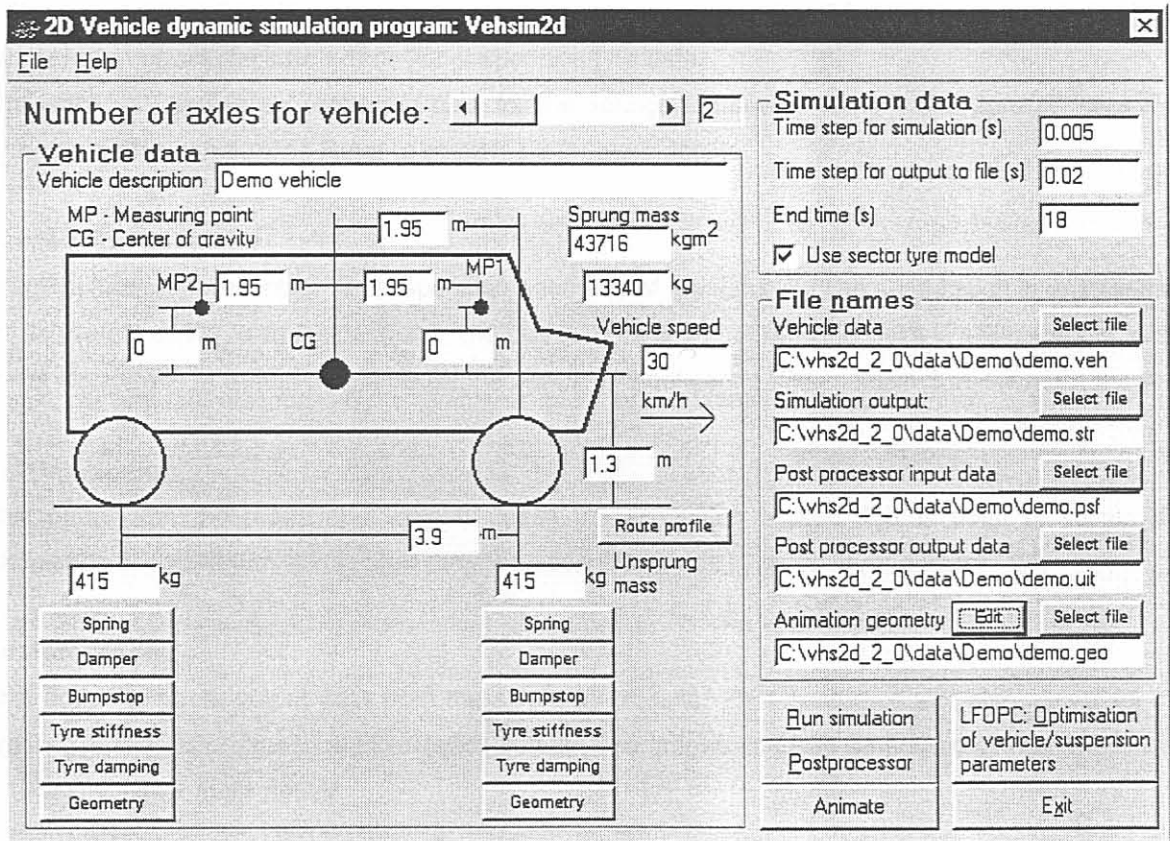 2D Vehicle dynamic simulation program: Vehsim2d
File Help
Number of axles for vehicle: 2
Vehicle data
Vehicle description Demo vehicle
MP - Measuring point
CG - Center of gravity
1.95 m
Sprung mass
43716 kgm2
13340 kg
MP2 1.95 m 1.95 m MP1
0 m CG 0 m
Vehicle speed
30
km/h
1.3 m
3.9 m
Route profile
415 kg 415 kg Unsprung
mass
Spring Spring
Damper Damper
Bumpstop Bumpstop
Tyre stiffness Tyre stiffness
Tyre damping Tyre damping
Geometry Geometry
Simulation data
Time step for simulation (s) 0.005
Time step for output to file (s) 0.02
End time (s) 18
Use sector tyre model
File names
Vehicle data Select file
C:\vhs2d_2_0\data\Demo\demo.veh
Simulation output: Select file
C:\vhs2d_2_0\data\Demo\demo.str
Post processor input data Select file
C:\vhs2d_2_0\data\Demo\demo.psf
Post processor output data Select file
C:\vhs2d_2_0\data\Demo\demo.uit
Animation geometry Edit Select file
C:\vhs2d_2_0\data\Demo\demo.geo
Run simulation
Postprocessor
Animate
LFOPC: Optimisation
of vehicle/suspension
parameters
Exit